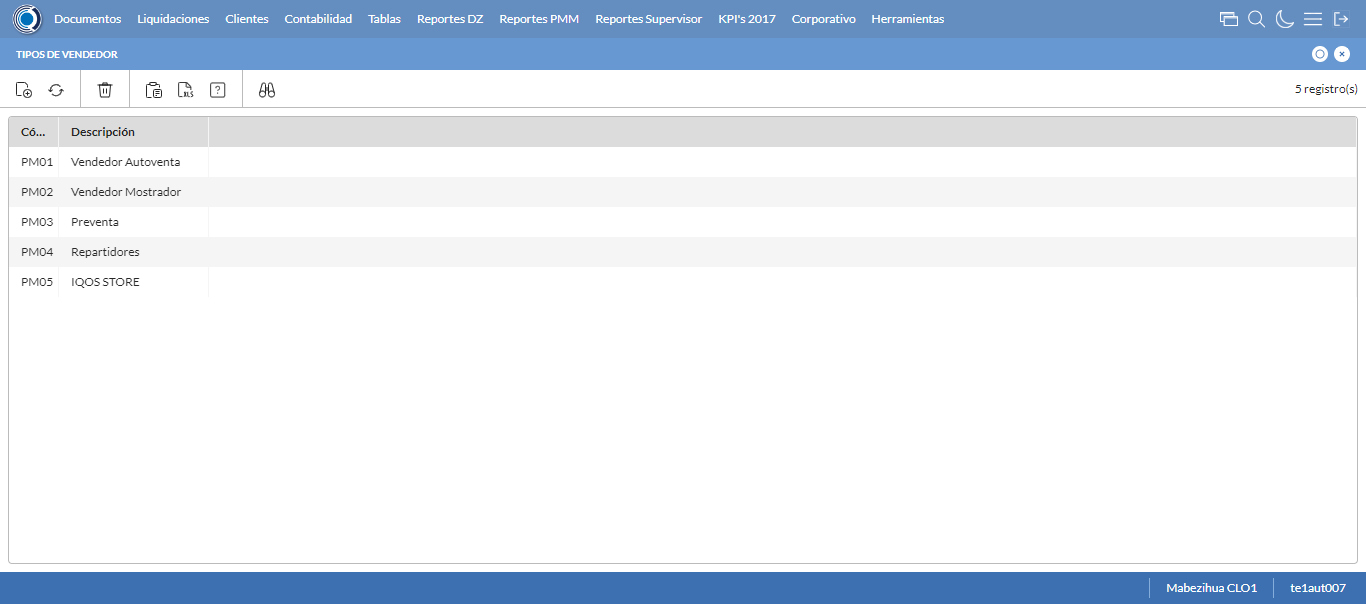 Documentos Liquidaciones Clientes Contabilidad Tablas Reportes DZ Reportes PMM Reportes Supervisor KPI's 2017 Corporativo Herramientas
TIPOS DE VENDEDOR
XLS ? 5 registro(s)
Có... Descripción
PM01 Vendedor Autoventa
PM02 Vendedor Mostrador
PM03 Preventa
PM04 Repartidores
PM05 IQOS STORE
Mabezihua CLO1 te1aut007